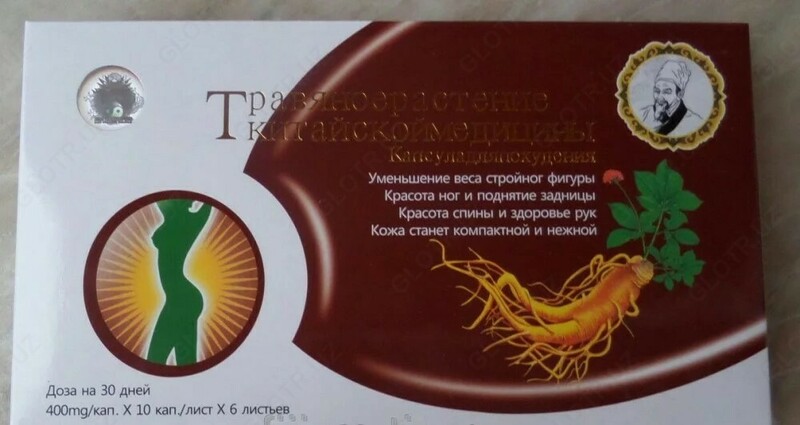 Травяноерастение
китайскоймедицины
Капсуладляпохудения
Уменьшение веса стройног фигуры
Красота ног и поднятие задницы
Красота спины и здоровье рук
Кожа станет компактной и нежной
Доза на 30 дней
400mg/кап. X 10 кап./лист X 6 листьев